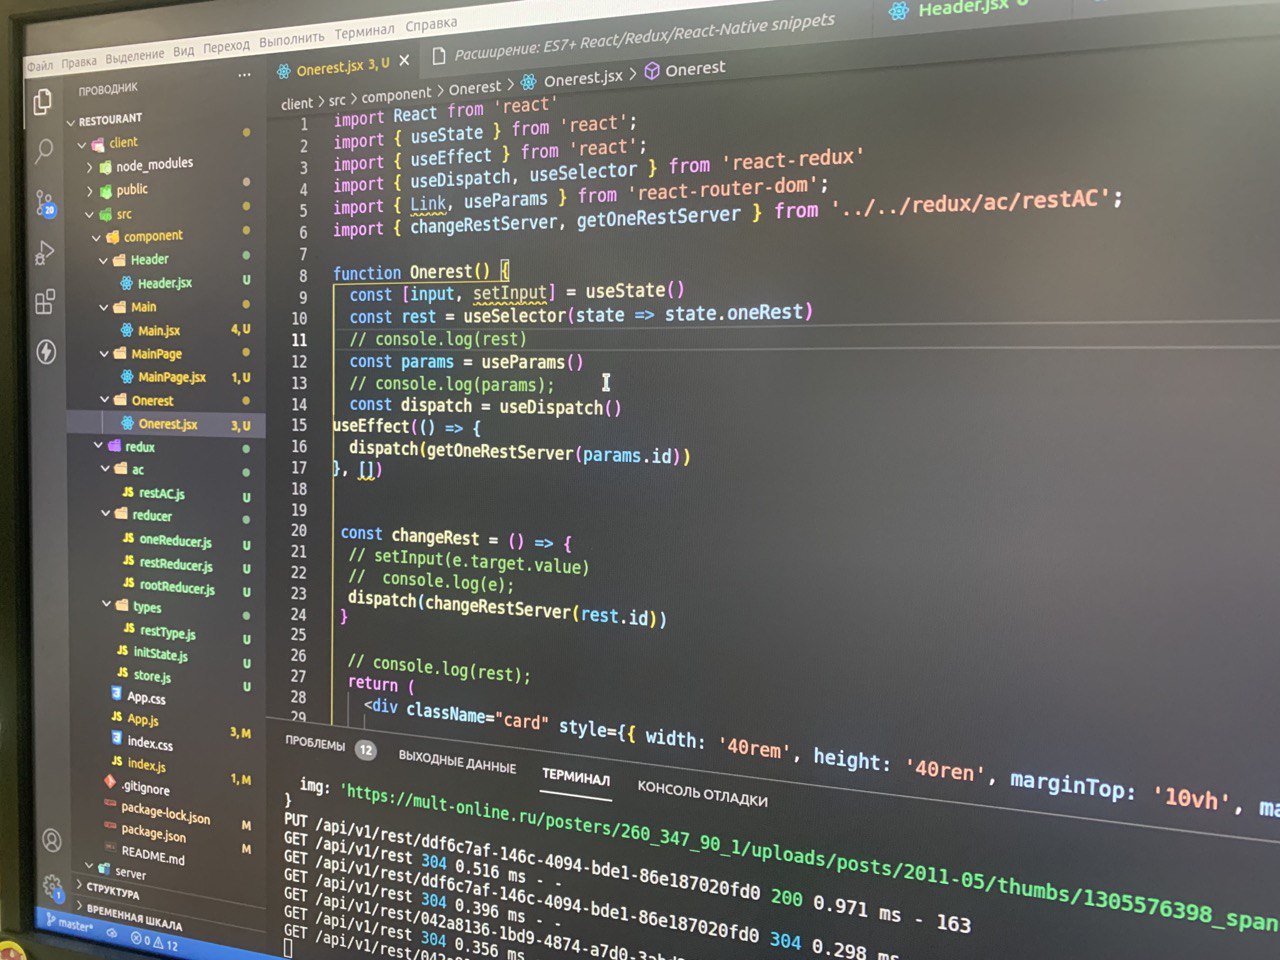 Файл Правка Выделение Вид Переход Выполнить Терминал Справка
ПРОВОДНИК ...
RESTOURANT
client
node_modules
public
src
component
Header
Header.jsx U
Main
Main.jsx 4, U
MainPage
MainPage.jsx 1, U
Onerest
Onerest.jsx 3, U
redux
ac
restAC.js U
reducer
oneReducer.js U
restReducer.js U
rootReducer.js U
types
restType.js U
initState.js U
store.js U
App.css
App.js 3, M
index.css
index.js 1, M
.gitignore
package-lock.json M
package.json M
README.md
server
СТРУКТУРА
ВРЕМЕННАЯ ШКАЛА
20
1
master*
0 12
Onerest.jsx 3, U
Расширение: ES7+ React/Redux/React-Native snippets
Header.jsx U
client > src > component > Onerest > Onerest.jsx > Onerest
1 import React from 'react'
2 import { useState } from 'react';
3 import { useEffect } from 'react';
4 import { useDispatch, useSelector } from 'react-redux'
5 import { Link, useParams } from 'react-router-dom';
6 import { changeRestServer, getOneRestServer } from '../../redux/ac/restAC';
7
8 function Onerest() {
9 const [input, setInput] = useState()
10 const rest = useSelector(state => state.oneRest)
11 // console.log(rest)
12 const params = useParams()
13 // console.log(params);
14 const dispatch = useDispatch()
15 useEffect(() => {
16 dispatch(getOneRestServer(params.id))
17 }, [])
18
19
20 const changeRest = () => {
21 // setInput(e.target.value)
22 // console.log(e);
23 dispatch(changeRestServer(rest.id))
24 }
25
26 // console.log(rest);
27 return (
28 <div className="card" style={{ width: '40rem', height: '40ren', marginTop: '10vh', ma
29
ПРОБЛЕМЫ 12 ВЫХОДНЫЕ ДАННЫЕ ТЕРМИНАЛ КОНСОЛЬ ОТЛАДКИ
img: 'https://mult-online.ru/posters/260_347_90_1/uploads/posts/2011-05/thumbs/1305576398_span
}
PUT /api/v1/rest/ddf6c7af-146c-4094-bde1-86e187020fd0 200 0.971 ms - 163
GET /api/v1/rest 304 0.516 ms - -
GET /api/v1/rest/ddf6c7af-146c-4094-bde1-86e187020fd0 304 0.298 ms
GET /api/v1/rest 304 0.396 ms - -
GET /api/v1/rest/042a8136-1bd9-4874-a7d0-
GET /api/v1/rest 304 0.356 ms
GET /api/v1/rest/042